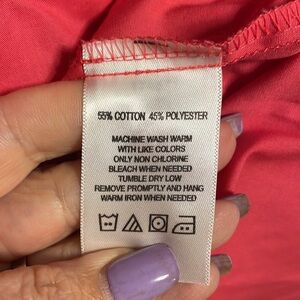 55% COTTON 45% POLYESTER
MACHINE WASH WARM
WITH LIKE COLORS
ONLY NON CHLORINE
BLEACH WHEN NEEDED
TUMBLE DRY LOW
REMOVE PROMPTLY AND HANG
WARM IRON WHEN NEEDED